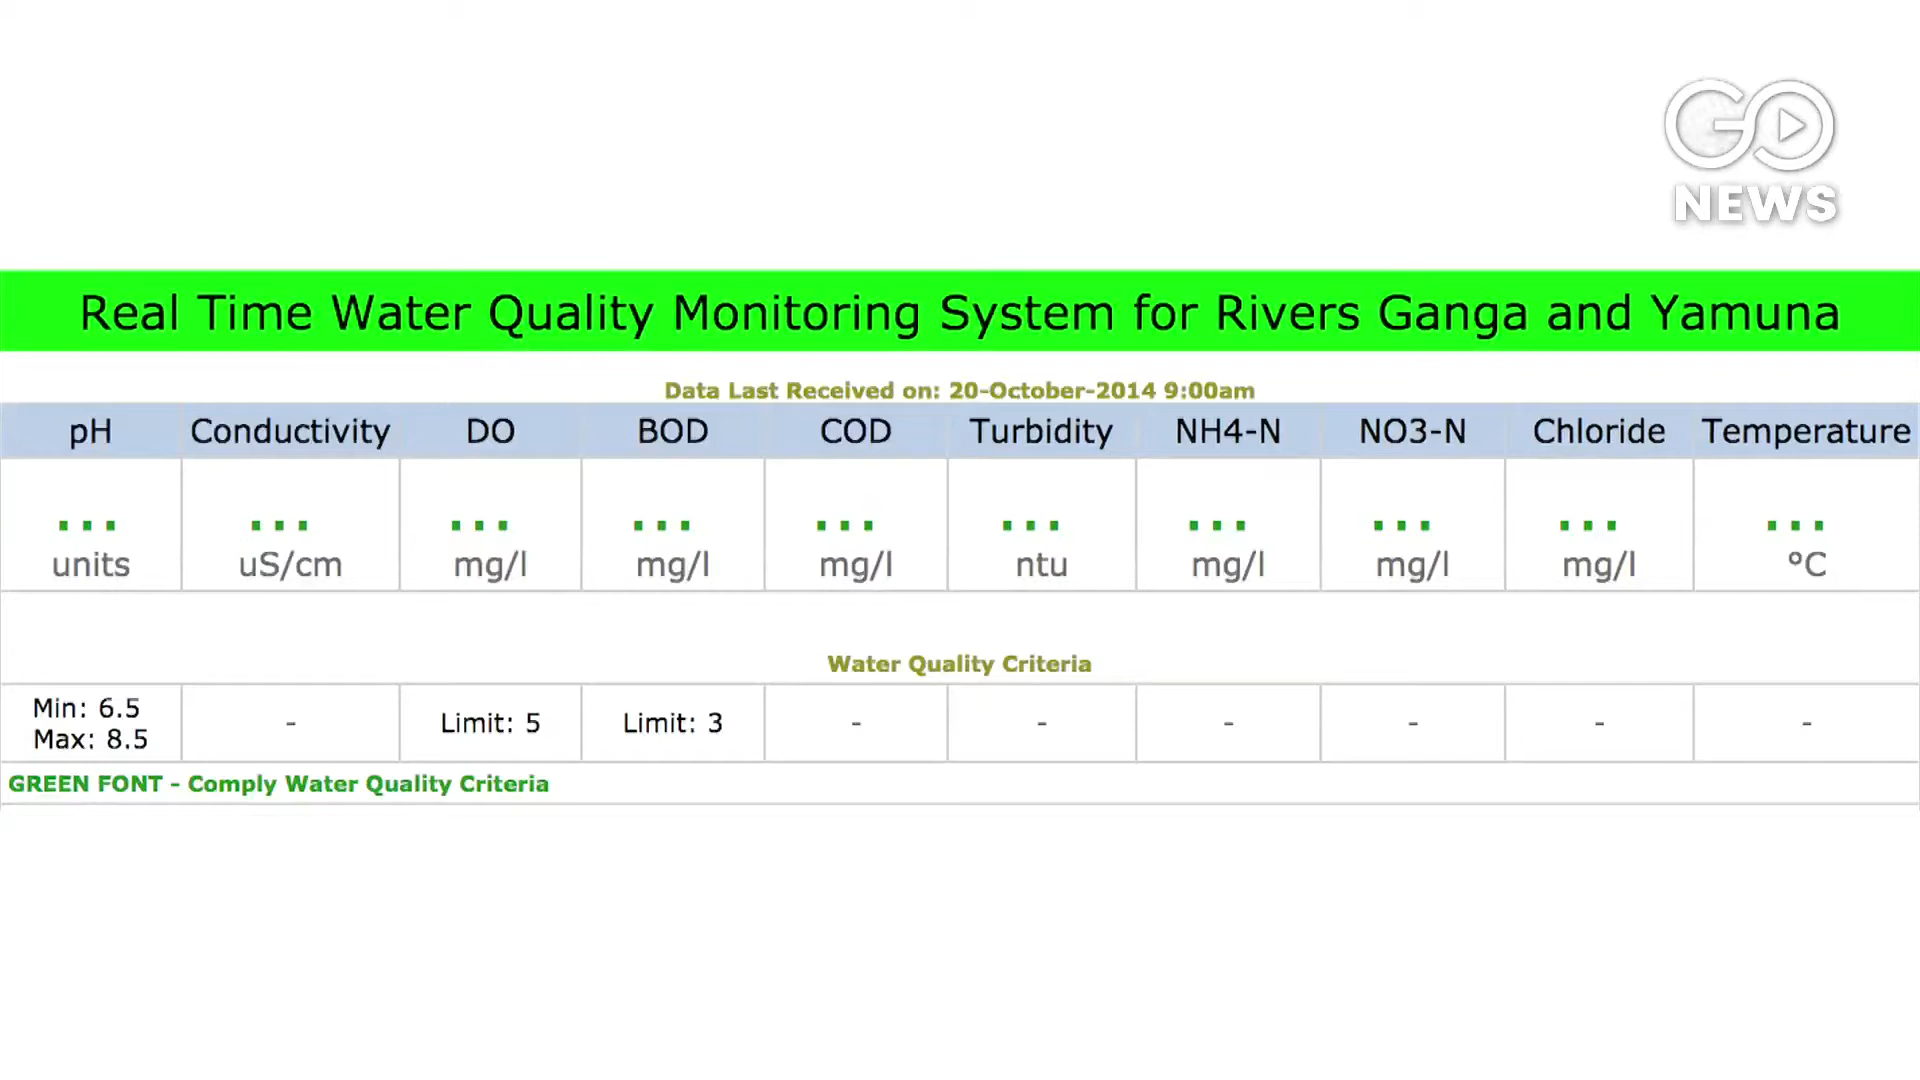 GO
NEWS
Real Time Water Quality Monitoring System for Rivers Ganga and Yamuna
Data Last Received on: 20-October-2014 9:00am
pH Conductivity DO BOD COD Turbidity NH4-N NO3-N Chloride Temperature
... ... ... ... ... ... ... ... ... ...
units uS/cm mg/l mg/l mg/l ntu mg/l mg/l mg/l ºC
Water Quality Criteria
Min: 6.5
Max: 8.5 - Limit: 5 Limit: 3 - - - - - -
GREEN FONT - Comply Water Quality Criteria